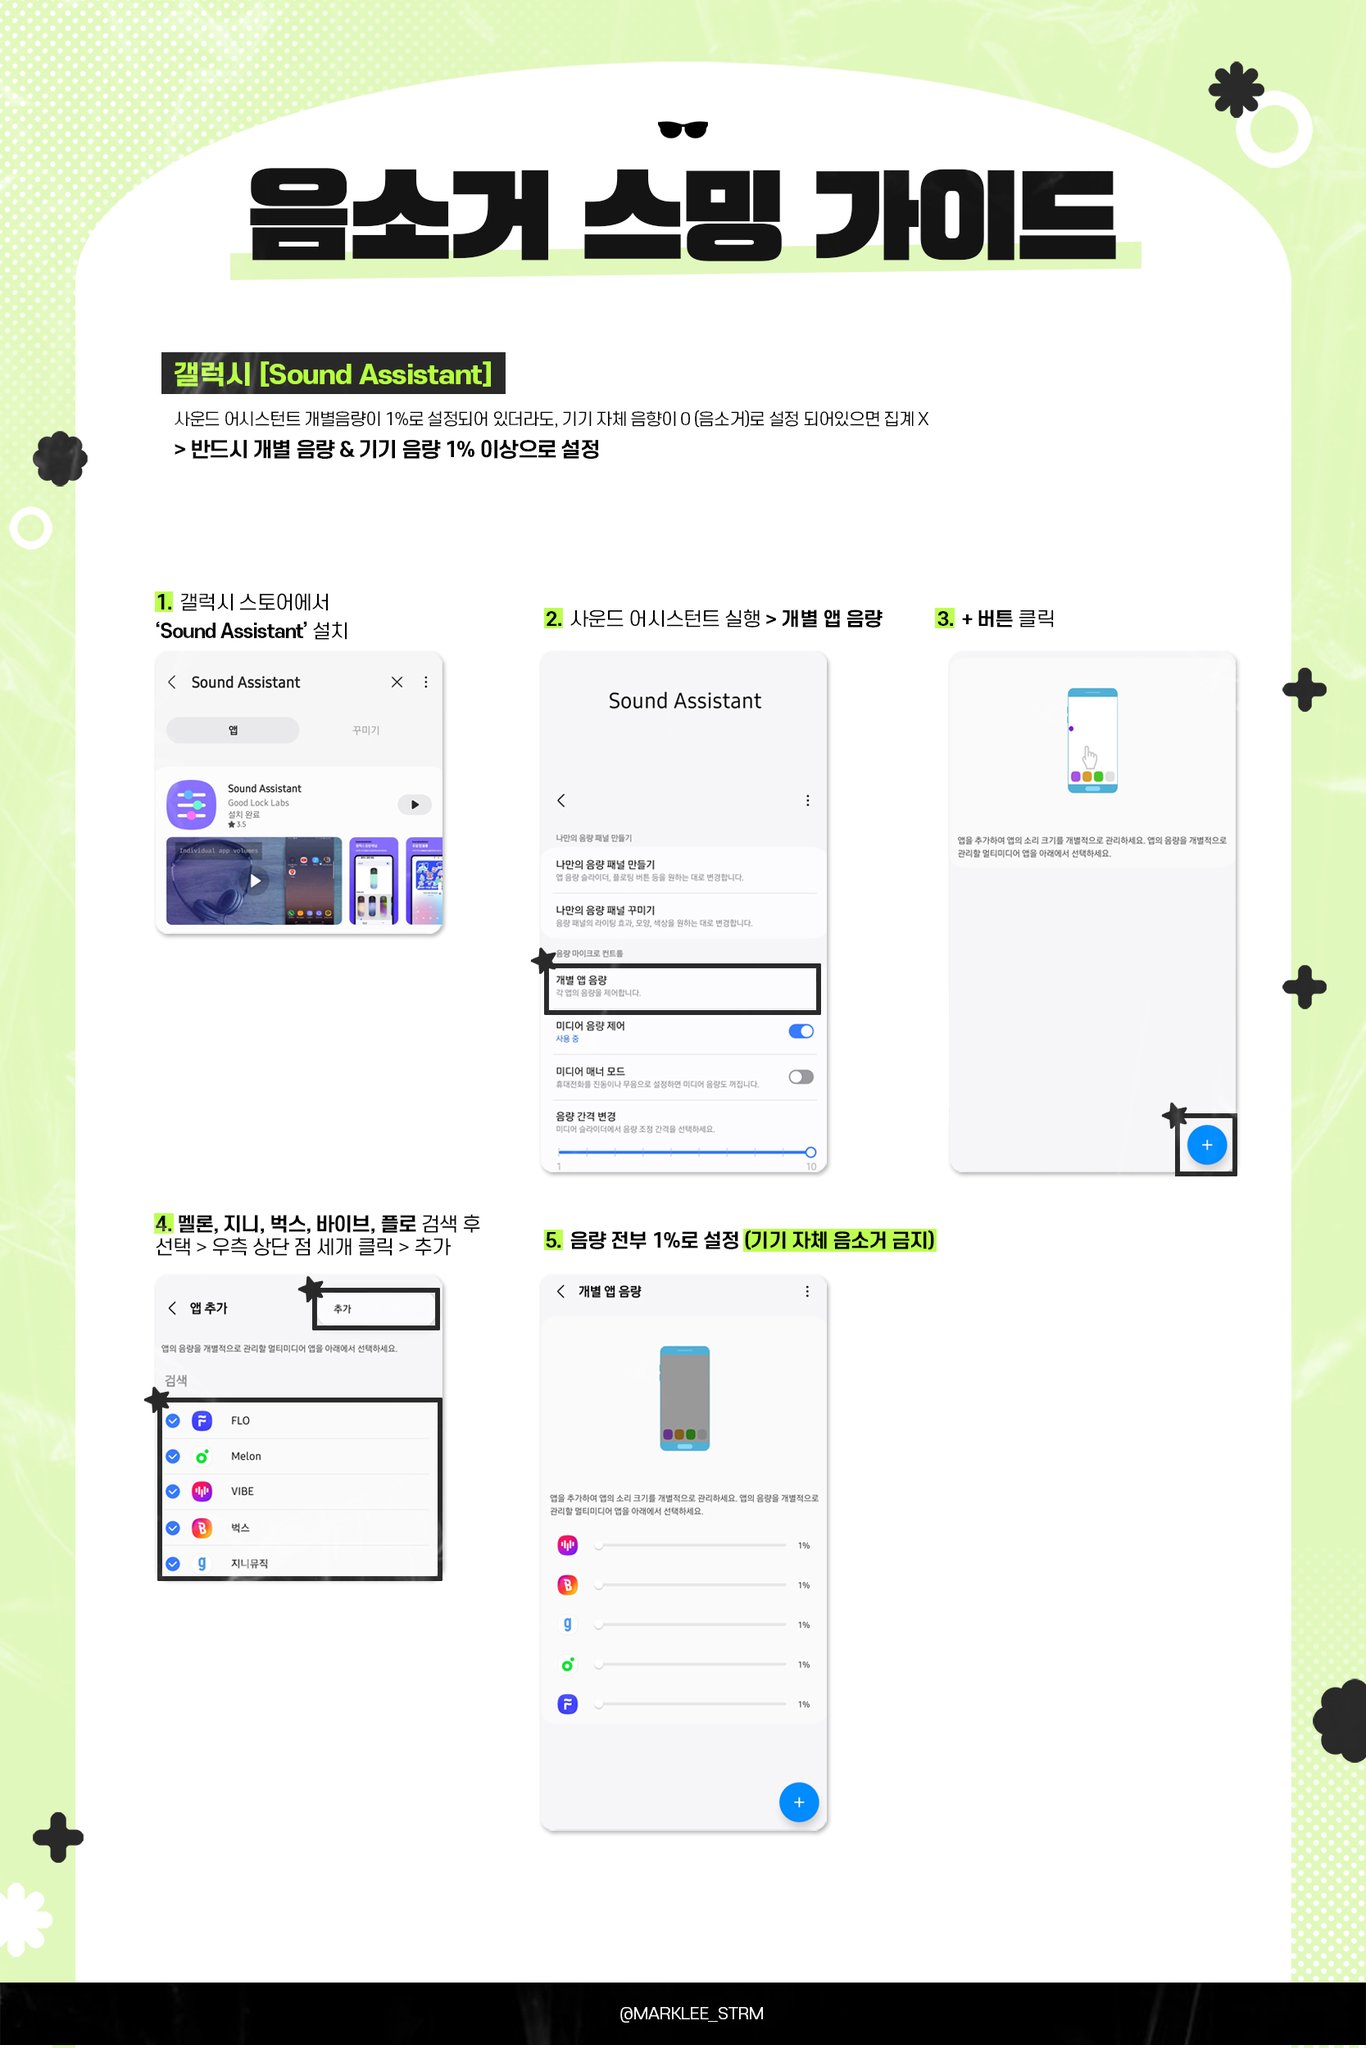 음소거 스밍 가이드
갤럭시 [Sound Assistant]
사운드 어시스턴트 개별음량이 1%로 설정되어 있더라도, 기기 자체 음향이 0 (음소거)로 설정 되어있으면 집계 X
> 반드시 개별 음량 & 기기 음량 1% 이상으로 설정
1. 갤럭시 스토어에서
‘Sound Assistant’ 설치
Sound Assistant
앱
꾸미기
Sound Assistant
Good Lock Labs
설치 완료
★ 3.5
Individual app volumes
2. 사운드 어시스턴트 실행 > 개별 앱 음량
Sound Assistant
나만의 음량 패널 만들기
나만의 음량 패널 만들기
앱 음량 슬라이더, 플로팅 버튼 등을 원하는 대로 변경합니다.
나만의 음량 패널 꾸미기
음량 패널의 라이팅 효과, 모양, 색상을 원하는 대로 변경합니다.
음량 마이크로 컨트롤
개별 앱 음량
각 앱의 음량을 제어합니다.
미디어 음량 제어
사용 중
미디어 매너 모드
휴대전화를 진동이나 무음으로 설정하면 미디어 음량도 꺼집니다.
음량 간격 변경
미디어 슬라이더에서 음량 조절 간격을 선택하세요.
1 10
3. + 버튼 클릭
앱을 추가하여 앱의 소리 크기를 개별적으로 관리하세요. 앱의 음량을 개별적으로
관리할 멀티미디어 앱을 아래에서 선택하세요.
+
4. 멜론, 지니, 벅스, 바이브, 플로 검색 후
선택 > 우측 상단 점 세개 클릭 > 추가
앱 추가
추가
앱의 음량을 개별적으로 관리할 멀티미디어 앱을 아래에서 선택하세요.
검색
FLO
Melon
VIBE
벅스
지니뮤직
5. 음량 전부 1%로 설정 (기기 자체 음소거 금지)
개별 앱 음량
앱을 추가하여 앱의 소리 크기를 개별적으로 관리하세요. 앱의 음량을 개별적으로
관리할 멀티미디어 앱을 아래에서 선택하세요.
1%
1%
1%
1%
1%
+
@MARKLEE_STRM